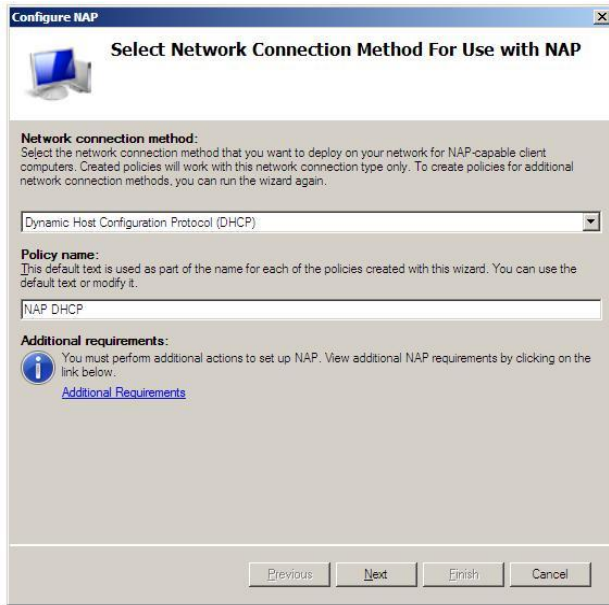 Configure NAP
Select Network Connection Method For Use with NAP
Network connection method:
Select the network connection method that you want to deploy on your network for NAP-capable client
computers. Created policies will work with this network connection type only. To create policies for additional
network connection methods, you can run the wizard again.
Dynamic Host Configuration Protocol (DHCP)
Policy name:
This default text is used as part of the name for each of the policies created with this wizard. You can use the
default text or modify it.
NAP DHCP
Additional requirements:
You must perform additional actions to set up NAP. View additional NAP requirements by clicking on the
link below.
Additional Requirements
Previous Next Finish Cancel